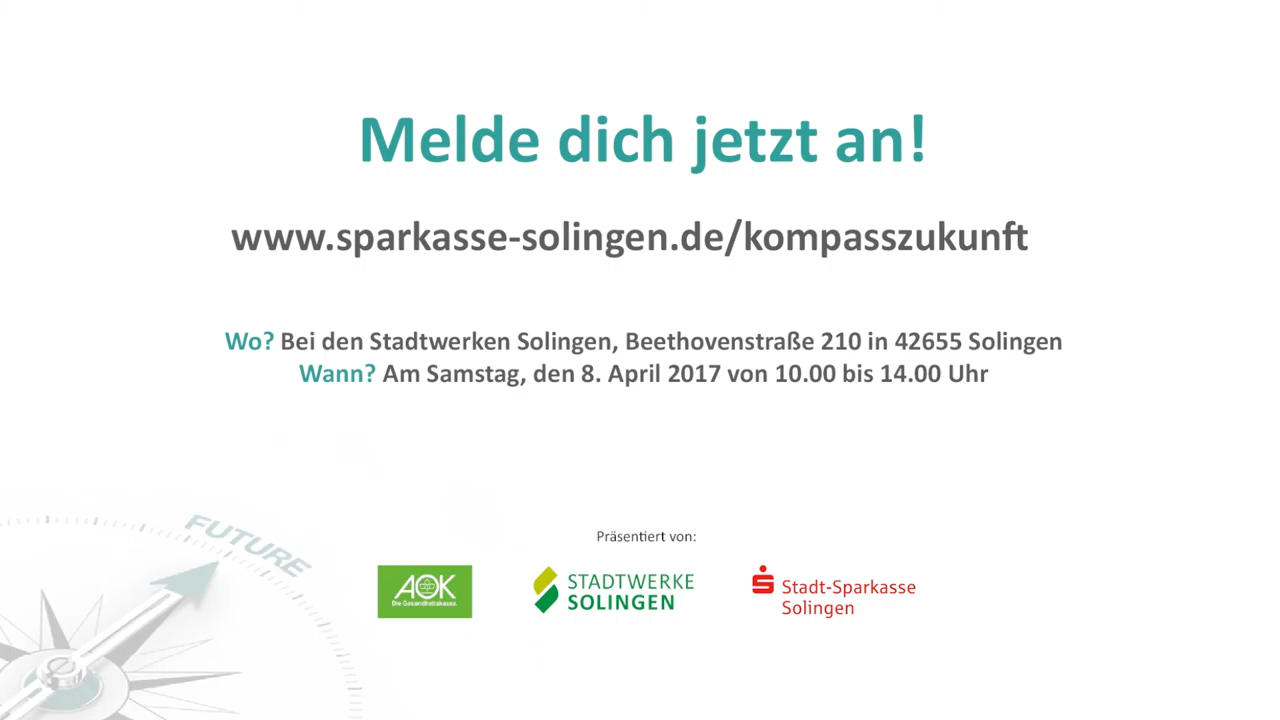 Melde dich jetzt an!
www.sparkasse-solingen.de/kompasszukunft
Wo? Bei den Stadtwerken Solingen, Beethovenstraße 210 in 42655 Solingen
Wann? Am Samstag, den 8. April 2017 von 10.00 bis 14.00 Uhr
FUTURE
Präsentiert von:
AOK
Die Gesundheitskasse.
STADTWERKE
SOLINGEN
Stadt-Sparkasse
Solingen